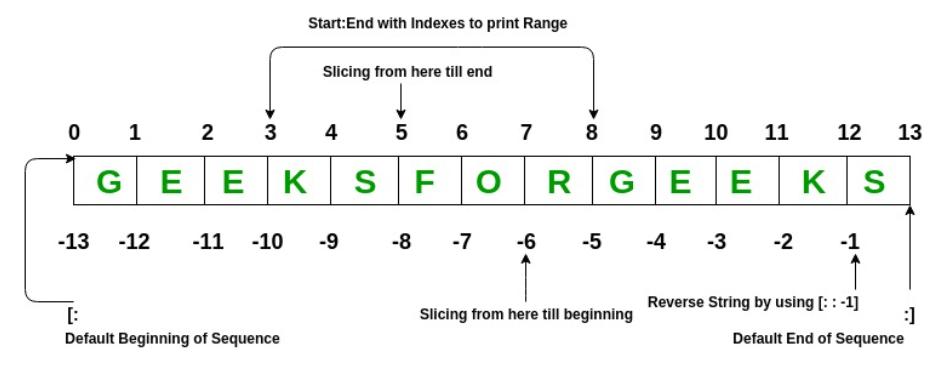 Start:End with Indexes to print Range
Slicing from here till end
0 1 2 3 4 5 6 7 8 9 10 11 12 13
G E E K S F O R G E E K S
-13 -12 -11 -10 -9 -8 -7 -6 -5 -4 -3 -2 -1
Reverse String by using [: : -1]
[: Slicing from here till beginning :]
Default Beginning of Sequence Default End of Sequence